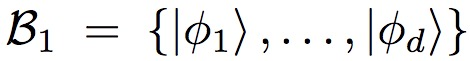 ℬ₁ = {|ϕ₁⟩ , … , |ϕ_d⟩}